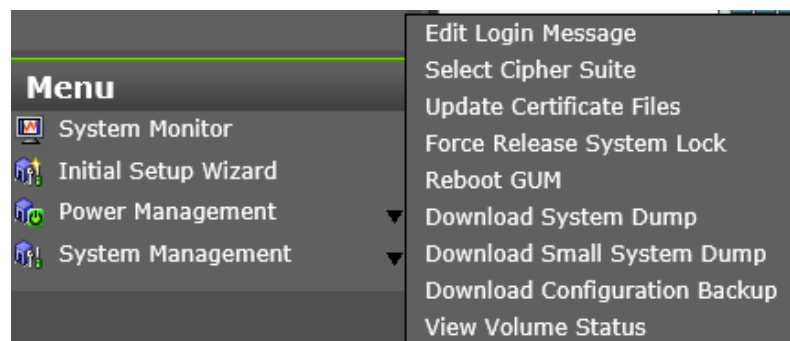 Menu
System Monitor
Initial Setup Wizard
Power Management
System Management
Edit Login Message
Select Cipher Suite
Update Certificate Files
Force Release System Lock
Reboot GUM
Download System Dump
Download Small System Dump
Download Configuration Backup
View Volume Status